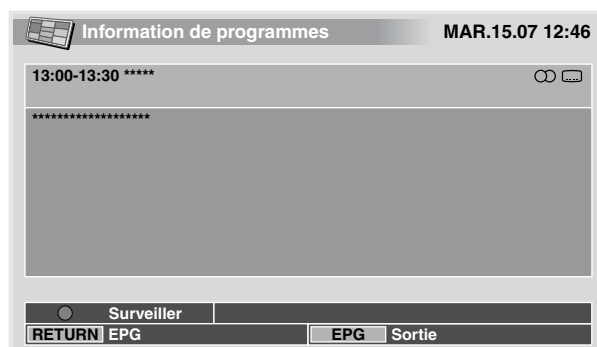 Information de programmes MAR.15.07 12:46
13:00-13:30 *****
*******************
Surveiller
RETURN EPG EPG Sortie